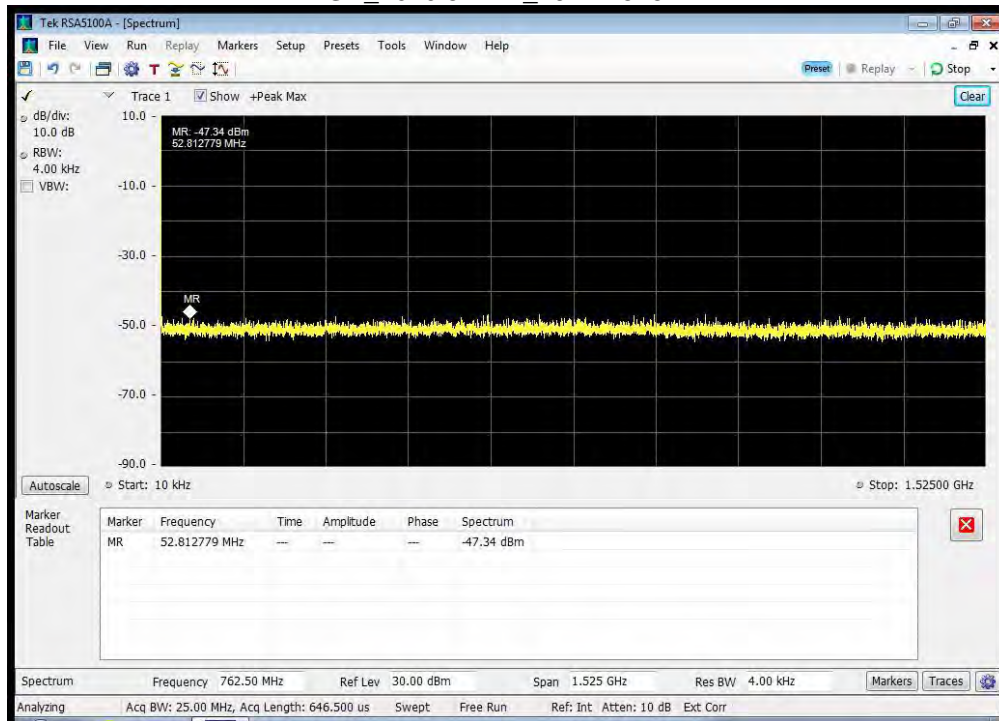 Tek RSA5100A - [Spectrum]
File View Run Replay Markers Setup Presets Tools Window Help
Preset Replay Stop
Trace 1 Show +Peak Max Clear
dB/div:
10.0 dB
RBW:
4.00 kHz
VBW:
10.0
-10.0
-30.0
-50.0
-70.0
-90.0
MR: -47.34 dBm
52.812779 MHz
MR
Autoscale Start: 10 kHz Stop: 1.52500 GHz
Marker
Readout
Table
Marker Frequency Time Amplitude Phase Spectrum
MR 52.812779 MHz --- --- --- -47.34 dBm
Spectrum Frequency 762.50 MHz Ref Lev 30.00 dBm Span 1.525 GHz Res BW 4.00 kHz Markers Traces
Analyzing Acq BW: 25.00 MHz, Acq Length: 646.500 us Swept Free Run Ref: Int Atten: 10 dB Ext Corr